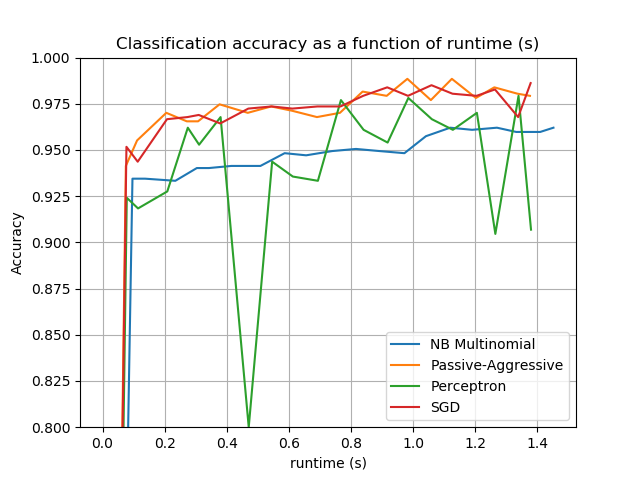 Classification accuracy as a function of runtime (s)
1.000
0.975
0.950
0.925
0.900
0.875
0.850
0.825
0.800
Accuracy
NB Multinomial
Passive-Aggressive
Perceptron
SGD
0.0 0.2 0.4 0.6 0.8 1.0 1.2 1.4
runtime (s)